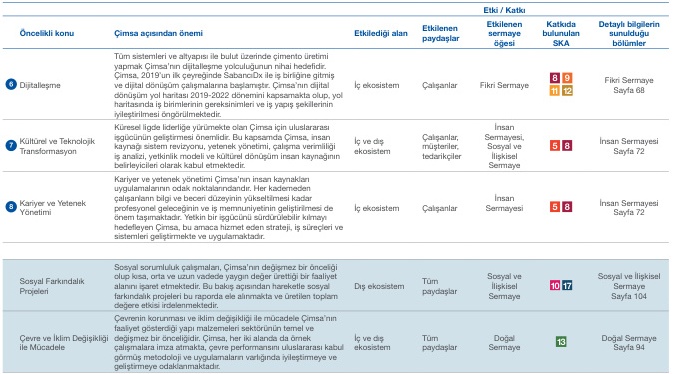 Etki / Katkı
Öncelikli konu
Çimsa açısından önemi
Etkilediği alan
Etkilenen
paydaşlar
Etkilenen
sermaye
öğesi
Katkıda
bulunulan
SKA
Detaylı bilgilerin
sunulduğu
bölümler
6 Dijitalleşme
Tüm sistemleri ve altyapısı ile bulut üzerinde çimento üretimi
yapmak Çimsa'nın dijitalleşme yolculuğunun nihai hedefidir.
Çimsa, 2019'un ilk çeyreğinde SabancıDx ile iş birliğine gitmiş
ve dijital dönüşüm çalışmalarına başlamıştır. Çimsa'nın dijital
dönüşüm yol haritası 2019-2022 dönemini kapsamakta olup, yol
haritasında iş birimlerinin gereksinimleri ve iş yapış şekillerinin
iyileştirilmesi öngörülmektedir.
İç ekosistem
Çalışanlar
Fikri Sermaye
8 9
11 12
Fikri Sermaye
Sayfa 68
7 Kültürel ve Teknolojik
Transformasyon
Küresel ligde liderliğe yürümekte olan Çimsa için uluslararası
işgücünün geliştirmesi önemlidir. Bu kapsamda Çimsa, insan
kaynağı sistem revizyonu, yetenek yönetimi, çalışma verimliliği
iş analizi, yetkinlik modeli ve kültürel dönüşüm insan kaynağının
belirleyicileri olarak kabul etmektedir.
İç ve dış
ekosistem
Çalışanlar,
müşteriler,
tedarikçiler
İnsan
Sermayesi,
Sosyal ve
İlişkisel
Sermaye
5 8
İnsan Sermayesi
Sayfa 72
8 Kariyer ve Yetenek
Yönetimi
Kariyer ve yetenek yönetimi Çimsa'nın insan kaynakları
uygulamalarının odak noktalarındandır. Her kademeden
çalışanların bilgi ve beceri düzeyinin yükseltilmesi kadar
profesyonel geleceğinin ve iş memnuniyetinin geliştirilmesi de
önem taşımaktadır. Yetkin bir işgücünü sürdürülebilir kılmayı
hedefleyen Çimsa, bu amaca hizmet eden strateji, iş süreçleri ve
sistemleri geliştirmekte ve uygulamaktadır.
İç ekosistem
Çalışanlar
İnsan
Sermayesi
5 8
İnsan Sermayesi
Sayfa 72
Sosyal Farkındalık
Projeleri
Sosyal sorumluluk çalışmaları, Çimsa'nın değişmez bir önceliği
olup kısa, orta ve uzun vadede yaygın değer ürettiği bir faaliyet
alanını işaret etmektedir. Bu bakış açısından hareketle sosyal
farkındalık projeleri bu raporda ele alınmakta ve üretilen toplam
değere etkisi irdelenmektedir.
Dış ekosistem
Tüm
paydaşlar
Sosyal ve
İlişkisel
Sermaye
10 17
Sosyal ve İlişkisel
Sermaye
Sayfa 104
Çevre ve İklim Değişikliği
ile Mücadele
Çevrenin korunması ve iklim değişikliği ile mücadele Çimsa'nın
faaliyet gösterdiği yapı malzemeleri sektörünün temel ve
değişmez bir önceliğidir. Çimsa, her iki alanda da örnek
çalışmalara imza atmakta, çevre performansını uluslararası kabul
görmüş metodoloji ve uygulamaların varlığında iyileştirmeye ve
geliştirmeye odaklanmaktadır.
İç ve dış
ekosistem
Tüm
paydaşlar
Doğal
Sermaye
13
Doğal Sermaye
Sayfa 94